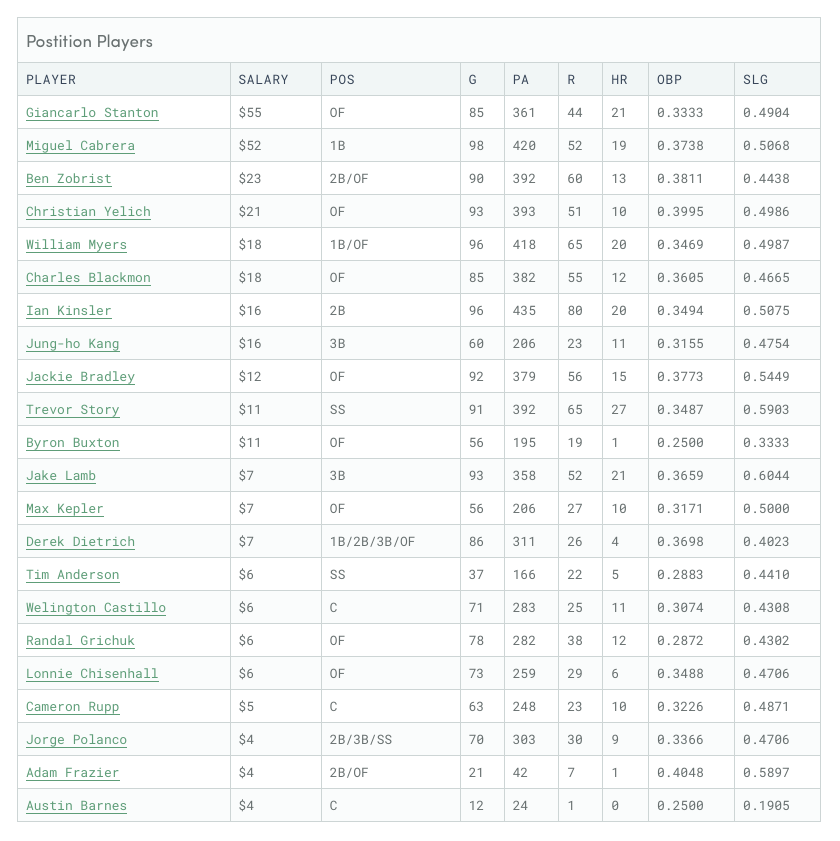 Postition Players
PLAYER SALARY POS G PA R HR OBP SLG
Giancarlo Stanton $55 OF 85 361 44 21 0.3333 0.4904
Miguel Cabrera $52 1B 98 420 52 19 0.3738 0.5068
Ben Zobrist $23 2B/OF 90 392 60 13 0.3811 0.4438
Christian Yelich $21 OF 93 393 51 10 0.3995 0.4986
William Myers $18 1B/OF 96 418 65 20 0.3469 0.4987
Charles Blackmon $18 OF 85 382 55 12 0.3605 0.4665
Ian Kinsler $16 2B 96 435 80 20 0.3494 0.5075
Jung-ho Kang $16 3B 60 206 23 11 0.3155 0.4754
Jackie Bradley $12 OF 92 379 56 15 0.3773 0.5449
Trevor Story $11 SS 91 392 65 27 0.3487 0.5903
Byron Buxton $11 OF 56 195 19 1 0.2500 0.3333
Jake Lamb $7 3B 93 358 52 21 0.3659 0.6044
Max Kepler $7 OF 56 206 27 10 0.3171 0.5000
Derek Dietrich $7 1B/2B/3B/OF 86 311 26 4 0.3698 0.4023
Tim Anderson $6 SS 37 166 22 5 0.2883 0.4410
Welington Castillo $6 C 71 283 25 11 0.3074 0.4308
Randal Grichuk $6 OF 78 282 38 12 0.2872 0.4302
Lonnie Chisenhall $6 OF 73 259 29 6 0.3488 0.4706
Cameron Rupp $5 C 63 248 23 10 0.3226 0.4871
Jorge Polanco $4 2B/3B/SS 70 303 30 9 0.3366 0.4706
Adam Frazier $4 2B/OF 21 42 7 1 0.4048 0.5897
Austin Barnes $4 C 12 24 1 0 0.2500 0.1905